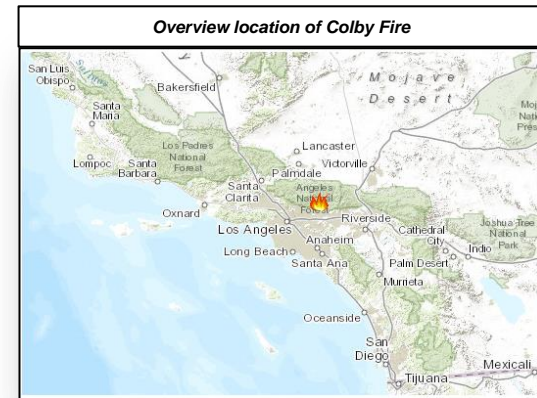 Overview location of Colby Fire
San Luis
Obispo
Bakersfield
Mojave
Desert
Santa
Maria
Los Padres
National
Forest
Lancaster
Victorville
Lompoc
Santa
Barbara
Palmdale
Santa
Clarita
Angeles
National
Forest
Oxnard
Los Angeles
Riverside
Joshua Tree
National
Park
Cathedral
City
Indio
Long Beach
Anaheim
Santa Ana
Palm Desert
Murrieta
Oceanside
San
Diego
Mexicali
Tijuana